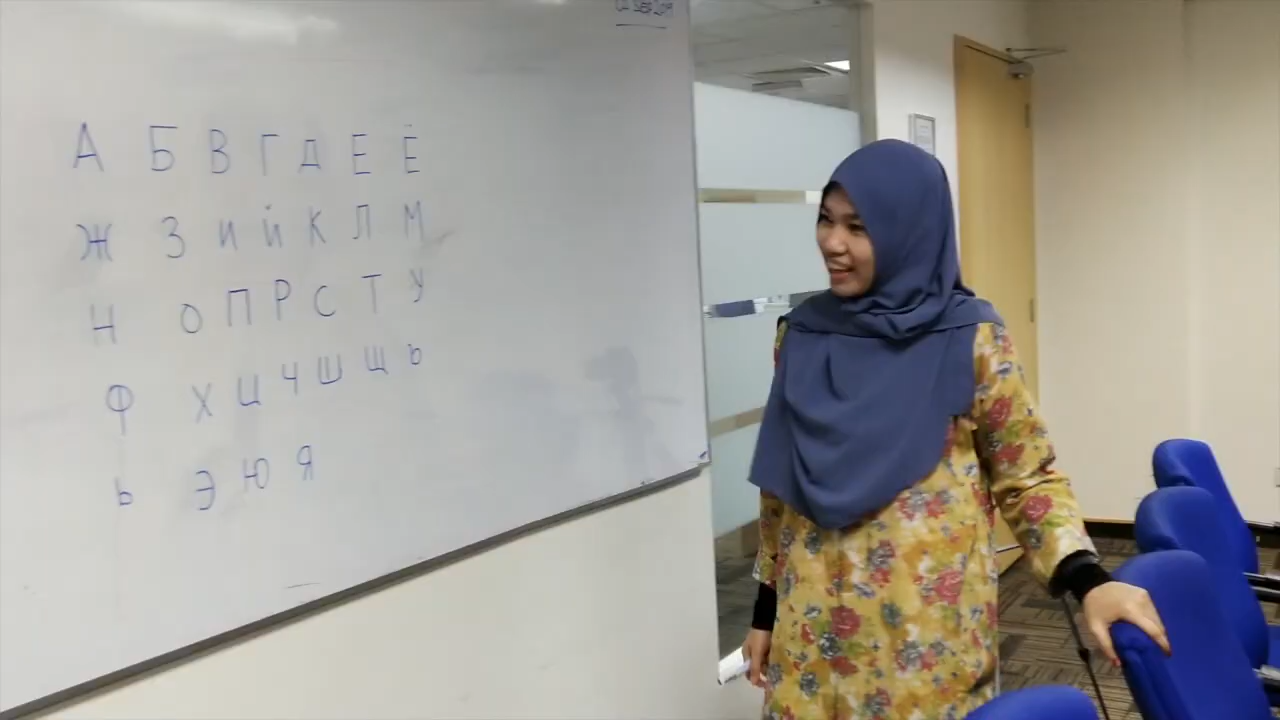 А Б В Г Д Е Ё
Ж З И Й К Л М
Н О П Р С Т У
Ф Х Ц Ч Ш Щ Ъ
Ь Э Ю Я